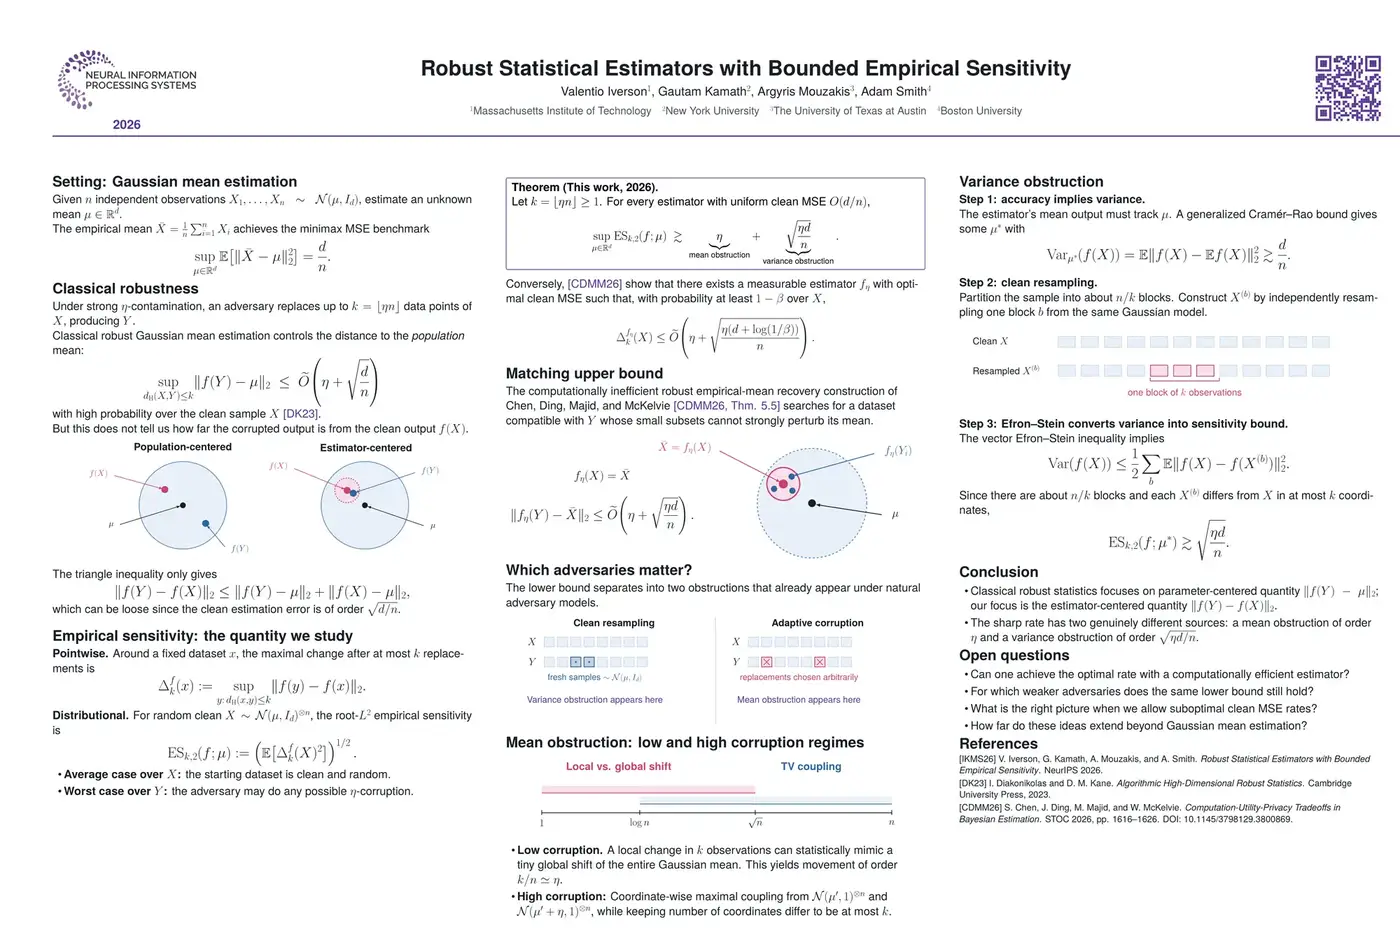 NEURAL INFORMATION
PROCESSING SYSTEMS
2026
Robust Statistical Estimators with Bounded Empirical Sensitivity
Valentio Iverson¹, Gautam Kamath², Argyris Mouzakis³, Adam Smith⁴
¹Massachusetts Institute of Technology ²New York University ³The University of Texas at Austin ⁴Boston University
Setting: Gaussian mean estimation
Given n independent observations X₁, . . . , Xₙ ∼ 𝒩(μ, I_d), estimate an unknown
mean μ ∈ ℝᵈ.
The empirical mean X̄ = 1/n ∑ⁿᵢ₌₁ Xᵢ achieves the minimax MSE benchmark
sup_{μ∈ℝᵈ} 𝔼[‖X̄ − μ‖₂²] = d/n.
Classical robustness
Under strong η-contamination, an adversary replaces up to k = ⌊ηn⌋ data points of
X, producing Y.
Classical robust Gaussian mean estimation controls the distance to the population
mean:
sup_{d_H(X,Y)≤k} ‖f(Y) − μ‖₂ ≤ Õ(η + √(d/n))
with high probability over the clean sample X [DK23].
But this does not tell us how far the corrupted output is from the clean output f(X).
Population-centered
Estimator-centered
f(X)
μ
f(Y)
f(X)
f(Y)
μ
The triangle inequality only gives
‖f(Y) − f(X)‖₂ ≤ ‖f(Y) − μ‖₂ + ‖f(X) − μ‖₂,
which can be loose since the clean estimation error is of order √(d/n).
Empirical sensitivity: the quantity we study
Pointwise. Around a fixed dataset x, the maximal change after at most k replace-
ments is
Δ_k^f(x) := sup_{y: d_H(x,y)≤k} ‖f(y) − f(x)‖₂.
Distributional. For random clean X ∼ 𝒩(μ, I_d)^{⊗n}, the root-L² empirical sensitivity
is
ES_{k,2}(f; μ) := (𝔼[Δ_k^f(X)²])^{1/2}.
• Average case over X: the starting dataset is clean and random.
• Worst case over Y: the adversary may do any possible η-corruption.
Theorem (This work, 2026).
Let k = ⌊ηn⌋ ≥ 1. For every estimator with uniform clean MSE O(d/n),
sup_{μ∈ℝᵈ} ES_{k,2}(f; μ) ≳ η + √(ηd/n) .
mean obstruction
variance obstruction
Conversely, [CDMM26] show that there exists a measurable estimator f_η with opti-
mal clean MSE such that, with probability at least 1 − β over X,
Δ_k^{f_η}(X) ≤ Õ(η + √(η(d + log(1/β))/n)) .
Matching upper bound
The computationally inefficient robust empirical-mean recovery construction of
Chen, Ding, Majid, and McKelvie [CDMM26, Thm. 5.5] searches for a dataset
compatible with Y whose small subsets cannot strongly perturb its mean.
f_η(X) = X̄
‖f_η(Y) − X̄‖₂ ≤ Õ(η + √(ηd/n)) .
X̄ = f_η(X)
f_η(Yᵢ)
μ
Which adversaries matter?
The lower bound separates into two obstructions that already appear under natural
adversary models.
Clean resampling
X
Y
fresh samples ∼ 𝒩(μ, I_d)
Variance obstruction appears here
Adaptive corruption
X
Y
replacements chosen arbitrarily
Mean obstruction appears here
Mean obstruction: low and high corruption regimes
Local vs. global shift
TV coupling
1
log n
√n
n
• Low corruption. A local change in k observations can statistically mimic a
tiny global shift of the entire Gaussian mean. This yields movement of order
k/n ≃ η.
• High corruption: Coordinate-wise maximal coupling from 𝒩(μ′, 1)^{⊗n} and
𝒩(μ′ + η, 1)^{⊗n}, while keeping number of coordinates differ to be at most k.
Variance obstruction
Step 1: accuracy implies variance.
The estimator's mean output must track μ. A generalized Cramér–Rao bound gives
some μ* with
Var_{μ*}(f(X)) = 𝔼‖f(X) − 𝔼f(X)‖₂² ≳ d/n.
Step 2: clean resampling.
Partition the sample into about n/k blocks. Construct X^{(b)} by independently resam-
pling one block b from the same Gaussian model.
Clean X
Resampled X^{(b)}
one block of k observations
Step 3: Efron–Stein converts variance into sensitivity bound.
The vector Efron–Stein inequality implies
Var(f(X)) ≤ 1/2 ∑_b 𝔼‖f(X) − f(X^{(b)})‖₂².
Since there are about n/k blocks and each X^{(b)} differs from X in at most k coordi-
nates,
ES_{k,2}(f; μ*) ≳ √(ηd/n).
Conclusion
• Classical robust statistics focuses on parameter-centered quantity ‖f(Y) − μ‖₂;
our focus is the estimator-centered quantity ‖f(Y) − f(X)‖₂.
• The sharp rate has two genuinely different sources: a mean obstruction of order
η and a variance obstruction of order √(ηd/n).
Open questions
• Can one achieve the optimal rate with a computationally efficient estimator?
• For which weaker adversaries does the same lower bound still hold?
• What is the right picture when we allow suboptimal clean MSE rates?
• How far do these ideas extend beyond Gaussian mean estimation?
References
[IKMS26] V. Iverson, G. Kamath, A. Mouzakis, and A. Smith. Robust Statistical Estimators with Bounded
Empirical Sensitivity. NeurIPS 2026.
[DK23] I. Diakonikolas and D. M. Kane. Algorithmic High-Dimensional Robust Statistics. Cambridge
University Press, 2023.
[CDMM26] S. Chen, J. Ding, M. Majid, and W. McKelvie. Computation-Utility-Privacy Tradeoffs in
Bayesian Estimation. STOC 2026, pp. 1616–1626. DOI: 10.1145/3798129.3800869.